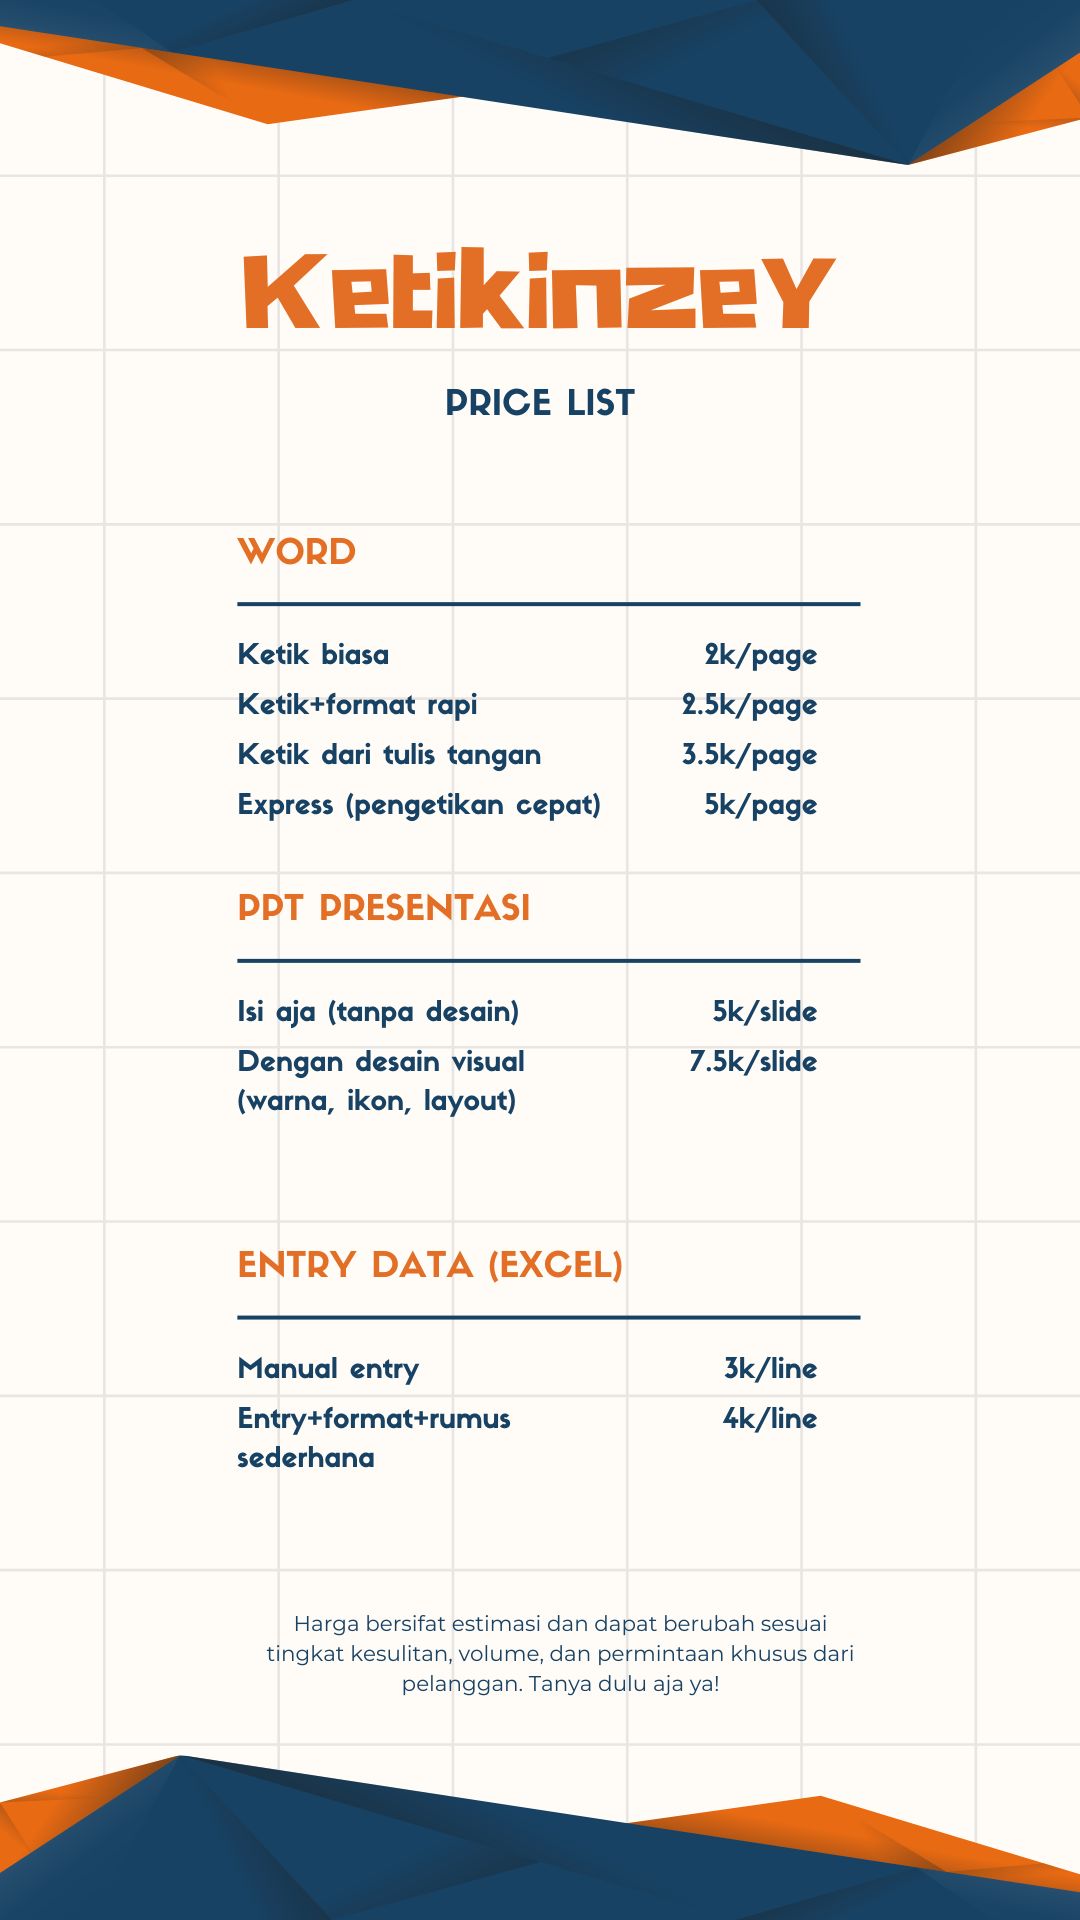 Ketikinzey
PRICE LIST
WORD
Ketik biasa 2k/page
Ketik+format rapi 2.5k/page
Ketik dari tulis tangan 3.5k/page
Express (pengetikan cepat) 5k/page
PPT PRESENTASI
Isi aja (tanpa desain) 5k/slide
Dengan desain visual 7.5k/slide
(warna, ikon, layout)
ENTRY DATA (EXCEL)
Manual entry 3k/line
Entry+format+rumus 4k/line
sederhana
Harga bersifat estimasi dan dapat berubah sesuai
tingkat kesulitan, volume, dan permintaan khusus dari
pelanggan. Tanya dulu aja ya!